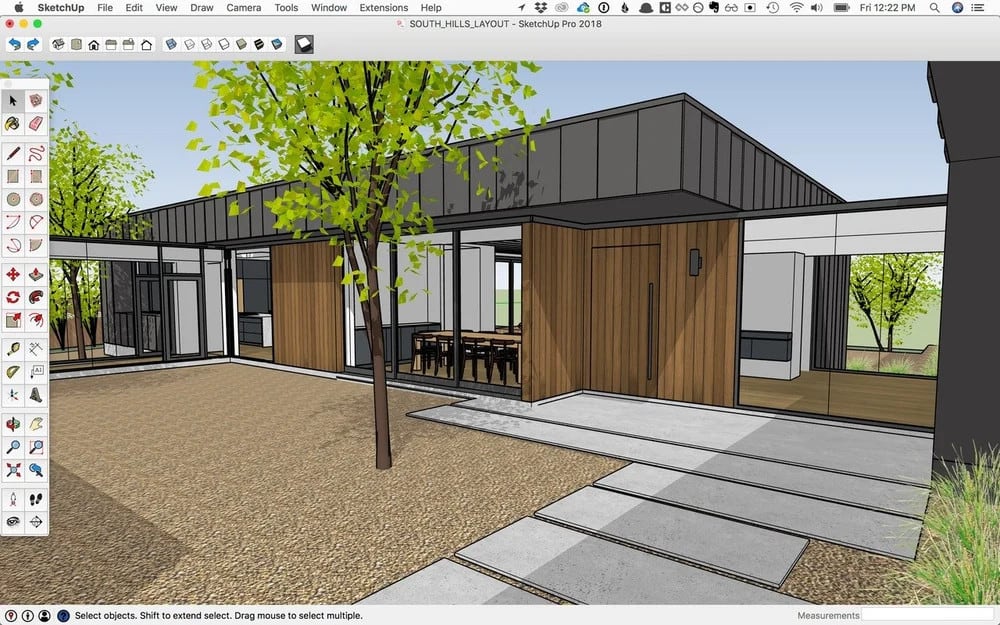 SketchUp File Edit View Draw Camera Tools Window Extensions Help Fri 12:22 PM
SOUTH_HILLS_LAYOUT - SketchUp Pro 2018
Select objects. Shift to extend select. Drag mouse to select multiple.
Measurements